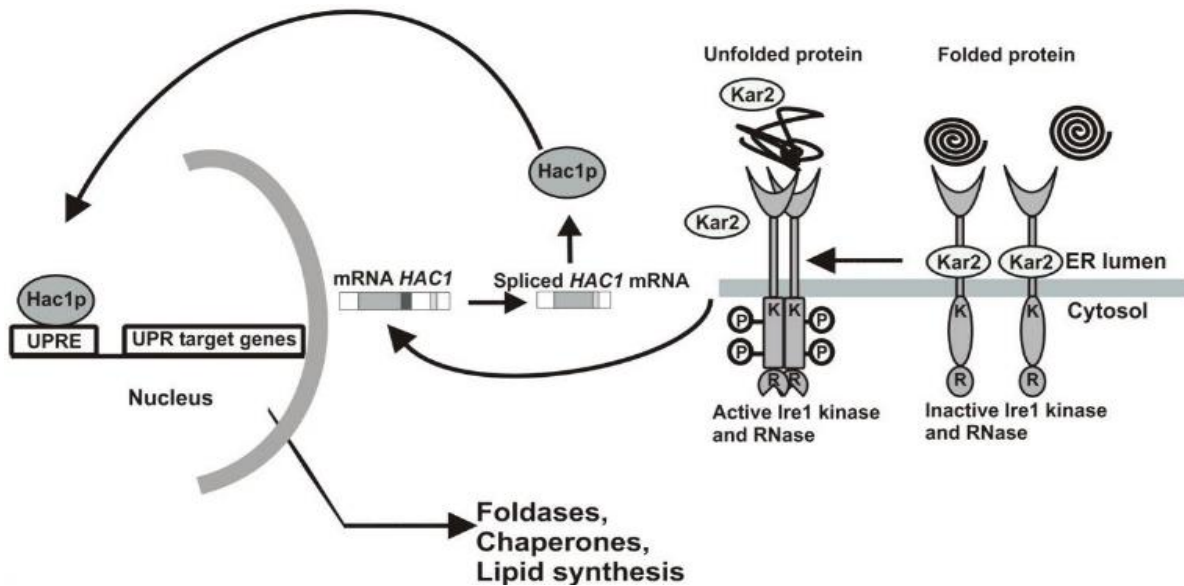 Unfolded protein
Folded protein
Kar2
Hac1p
Kar2
Kar2
Kar2
ER lumen
mRNA HAC1
Spliced HAC1 mRNA
Cytosol
Hac1p
UPRE
UPR target genes
K
K
K
K
P
P
P
P
R
R
R
R
Nucleus
Active Ire1 kinase
and RNase
Inactive Ire1 kinase
and RNase
Foldases,
Chaperones,
Lipid synthesis